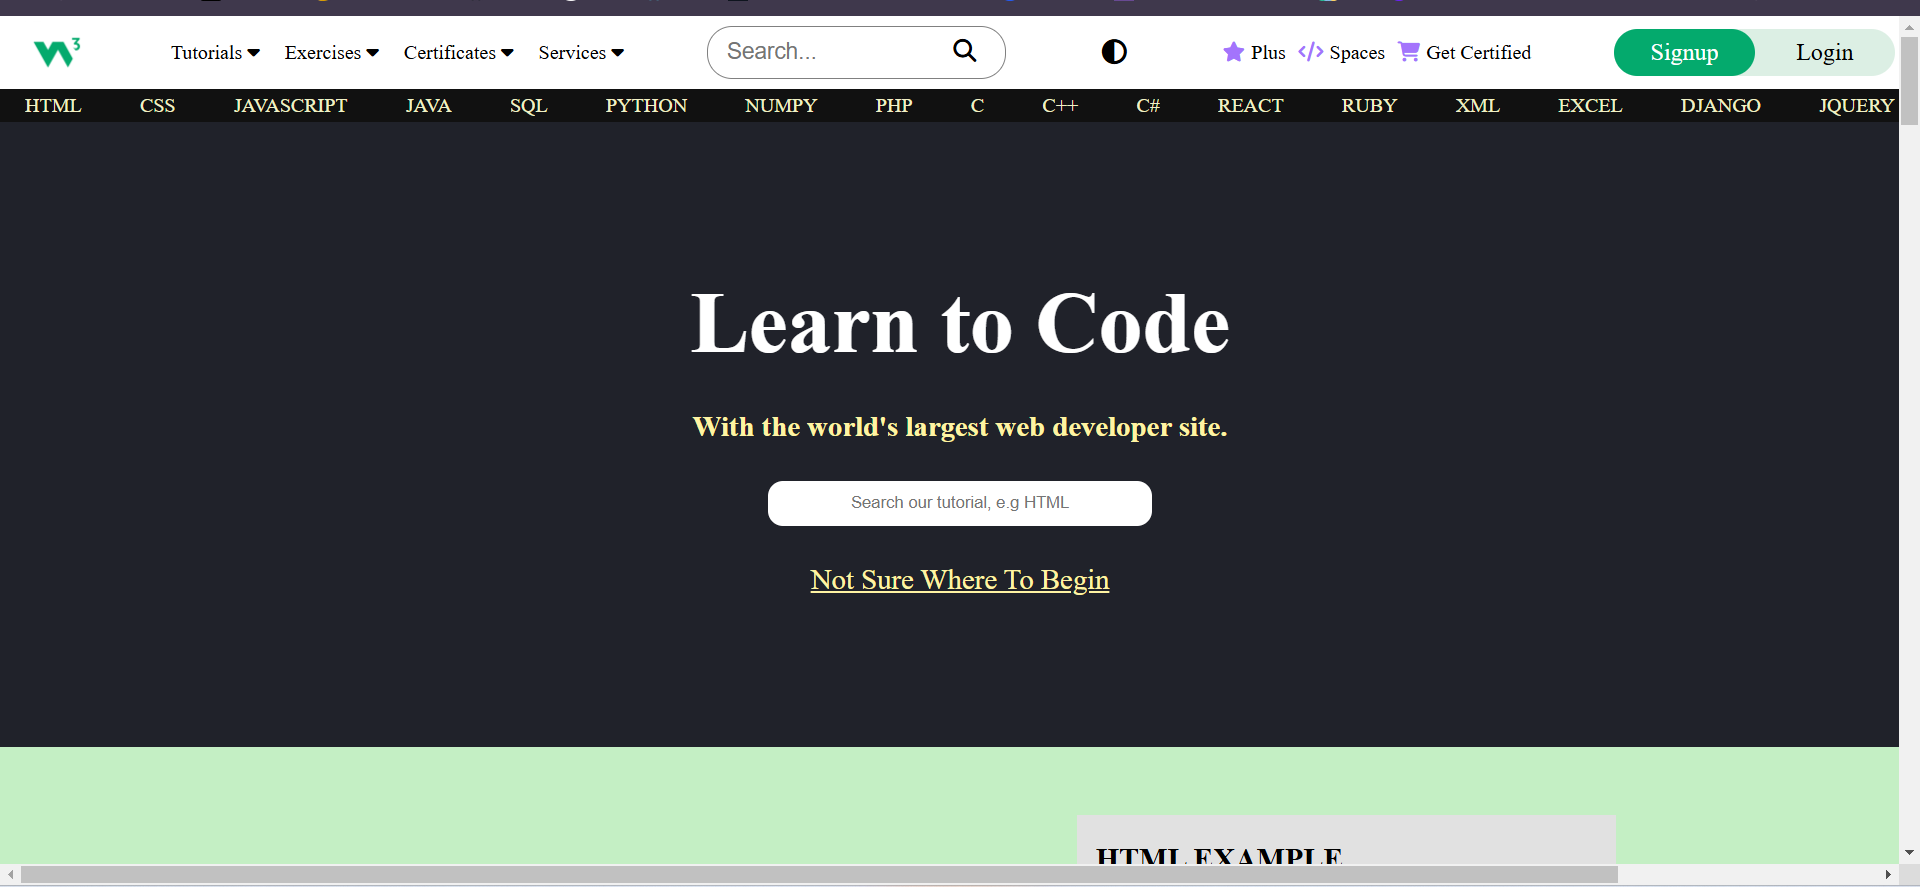 3
Tutorials Exercises Certificates Services Search... Plus </> Spaces Get Certified Signup Login
HTML CSS JAVASCRIPT JAVA SQL PYTHON NUMPY PHP C C++ C# REACT RUBY XML EXCEL DJANGO JQUERY
Learn to Code
With the world's largest web developer site.
Search our tutorial, e.g HTML
Not Sure Where To Begin
HTML EXAMPLE